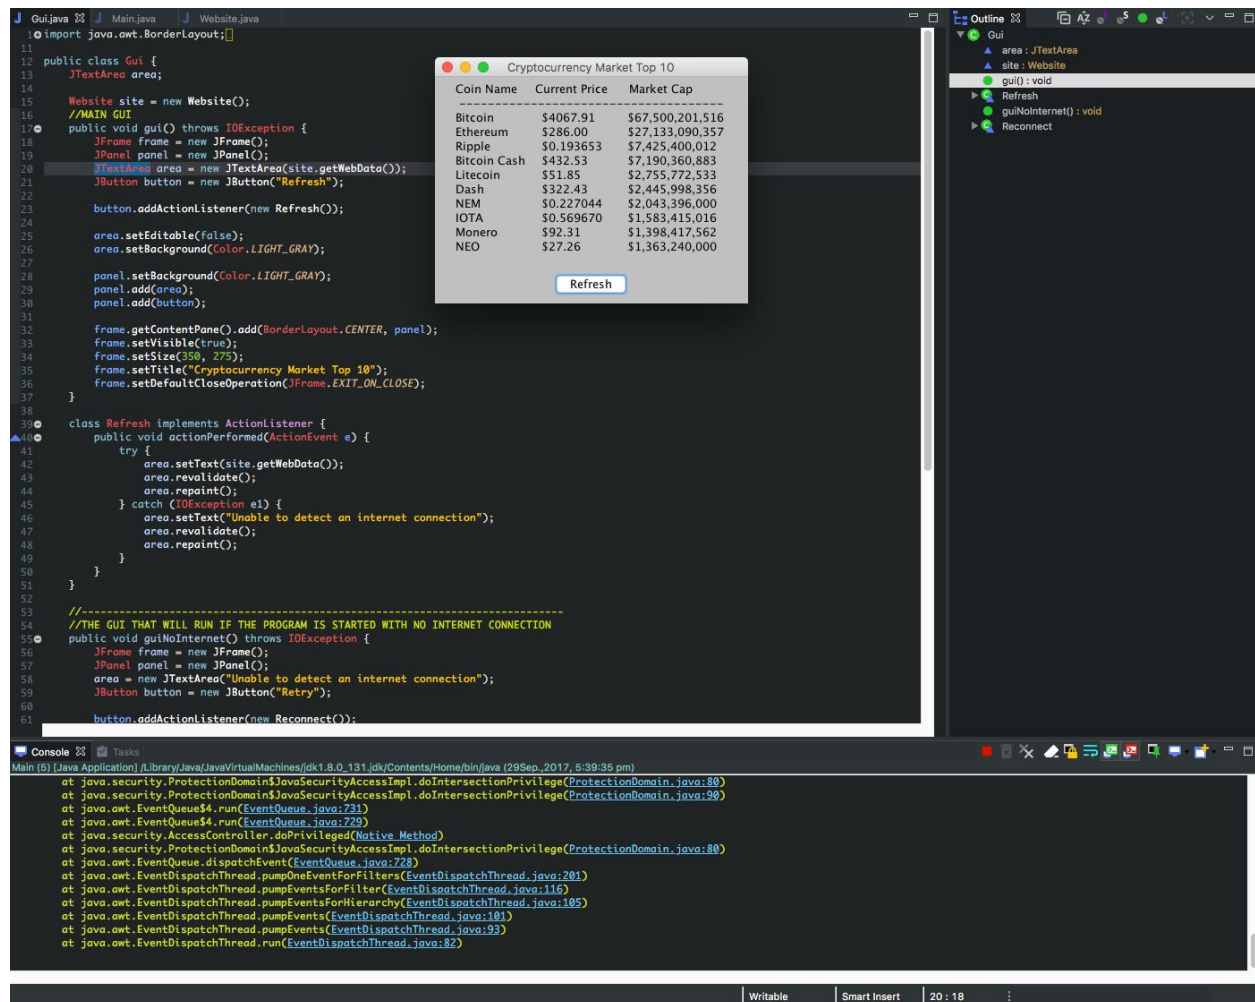 Gui.java Main.java Website.java
1 import java.awt.BorderLayout;
11
12 public class Gui {
13 JTextArea area;
14
15 Website site = new Website();
16 //MAIN GUI
17 public void gui() throws IOException {
18 JFrame frame = new JFrame();
19 JPanel panel = new JPanel();
20 JTextArea area = new JTextArea(site.getWebData());
21 JButton button = new JButton("Refresh");
22
23 button.addActionListener(new Refresh());
24
25 area.setEditable(false);
26 area.setBackground(Color.LIGHT_GRAY);
27
28 panel.setBackground(Color.LIGHT_GRAY);
29 panel.add(area);
30 panel.add(button);
31
32 frame.getContentPane().add(BorderLayout.CENTER, panel);
33 frame.setVisible(true);
34 frame.setSize(350, 275);
35 frame.setTitle("Cryptocurrency Market Top 10");
36 frame.setDefaultCloseOperation(JFrame.EXIT_ON_CLOSE);
37 }
38
39 class Refresh implements ActionListener {
40 public void actionPerformed(ActionEvent e) {
41 try {
42 area.setText(site.getWebData());
43 area.revalidate();
44 area.repaint();
45 } catch (IOException e1) {
46 area.setText("Unable to detect an internet connection");
47 area.revalidate();
48 area.repaint();
49 }
50 }
51 }
52
53 //-----------------------------------------------------------------------------
54 //THE GUI THAT WILL RUN IF THE PROGRAM IS STARTED WITH NO INTERNET CONNECTION
55 public void guiNoInternet() throws IOException {
56 JFrame frame = new JFrame();
57 JPanel panel = new JPanel();
58 area = new JTextArea("Unable to detect an internet connection");
59 JButton button = new JButton("Retry");
60
61 button.addActionListener(new Reconnect());
Cryptocurrency Market Top 10
Coin Name Current Price Market Cap
----------------------------------------
Bitcoin $4067.91 $67,500,201,516
Ethereum $286.00 $27,133,090,357
Ripple $0.193653 $7,425,400,012
Bitcoin Cash $432.53 $7,190,360,883
Litecoin $51.85 $2,755,772,533
Dash $322.43 $2,445,998,356
NEM $0.227044 $2,043,396,000
IOTA $0.569670 $1,583,415,016
Monero $92.31 $1,398,417,562
NEO $27.26 $1,363,240,000
Refresh
Outline
Gui
area : JTextArea
site : Website
gui() : void
Refresh
guiNoInternet() : void
Reconnect
Console Tasks
Main (5) [Java Application] /Library/Java/JavaVirtualMachines/jdk1.8.0_131.jdk/Contents/Home/bin/java (29Sep.,2017, 5:39:35 pm)
at java.security.ProtectionDomain$JavaSecurityAccessImpl.doIntersectionPrivilege(ProtectionDomain.java:80)
at java.security.ProtectionDomain$JavaSecurityAccessImpl.doIntersectionPrivilege(ProtectionDomain.java:90)
at java.awt.EventQueue$4.run(EventQueue.java:731)
at java.awt.EventQueue$4.run(EventQueue.java:729)
at java.security.AccessController.doPrivileged(Native Method)
at java.security.ProtectionDomain$JavaSecurityAccessImpl.doIntersectionPrivilege(ProtectionDomain.java:80)
at java.awt.EventQueue.dispatchEvent(EventQueue.java:728)
at java.awt.EventDispatchThread.pumpOneEventForFilters(EventDispatchThread.java:201)
at java.awt.EventDispatchThread.pumpEventsForFilter(EventDispatchThread.java:116)
at java.awt.EventDispatchThread.pumpEventsForHierarchy(EventDispatchThread.java:105)
at java.awt.EventDispatchThread.pumpEvents(EventDispatchThread.java:101)
at java.awt.EventDispatchThread.pumpEvents(EventDispatchThread.java:93)
at java.awt.EventDispatchThread.run(EventDispatchThread.java:82)
Writable Smart Insert 20 : 18